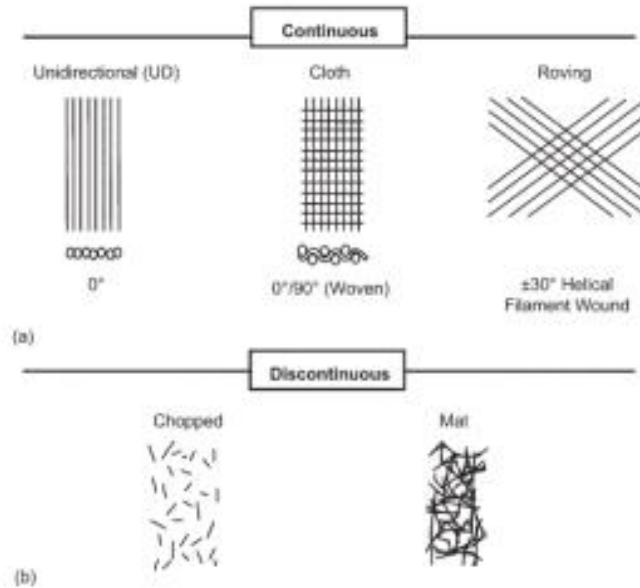 Continuous
Unidirectional (UD)
Cloth
Roving
0°
0°/90° (Woven)
±30° Helical
Filament Wound
(a)
Discontinuous
Chopped
Mat
(b)